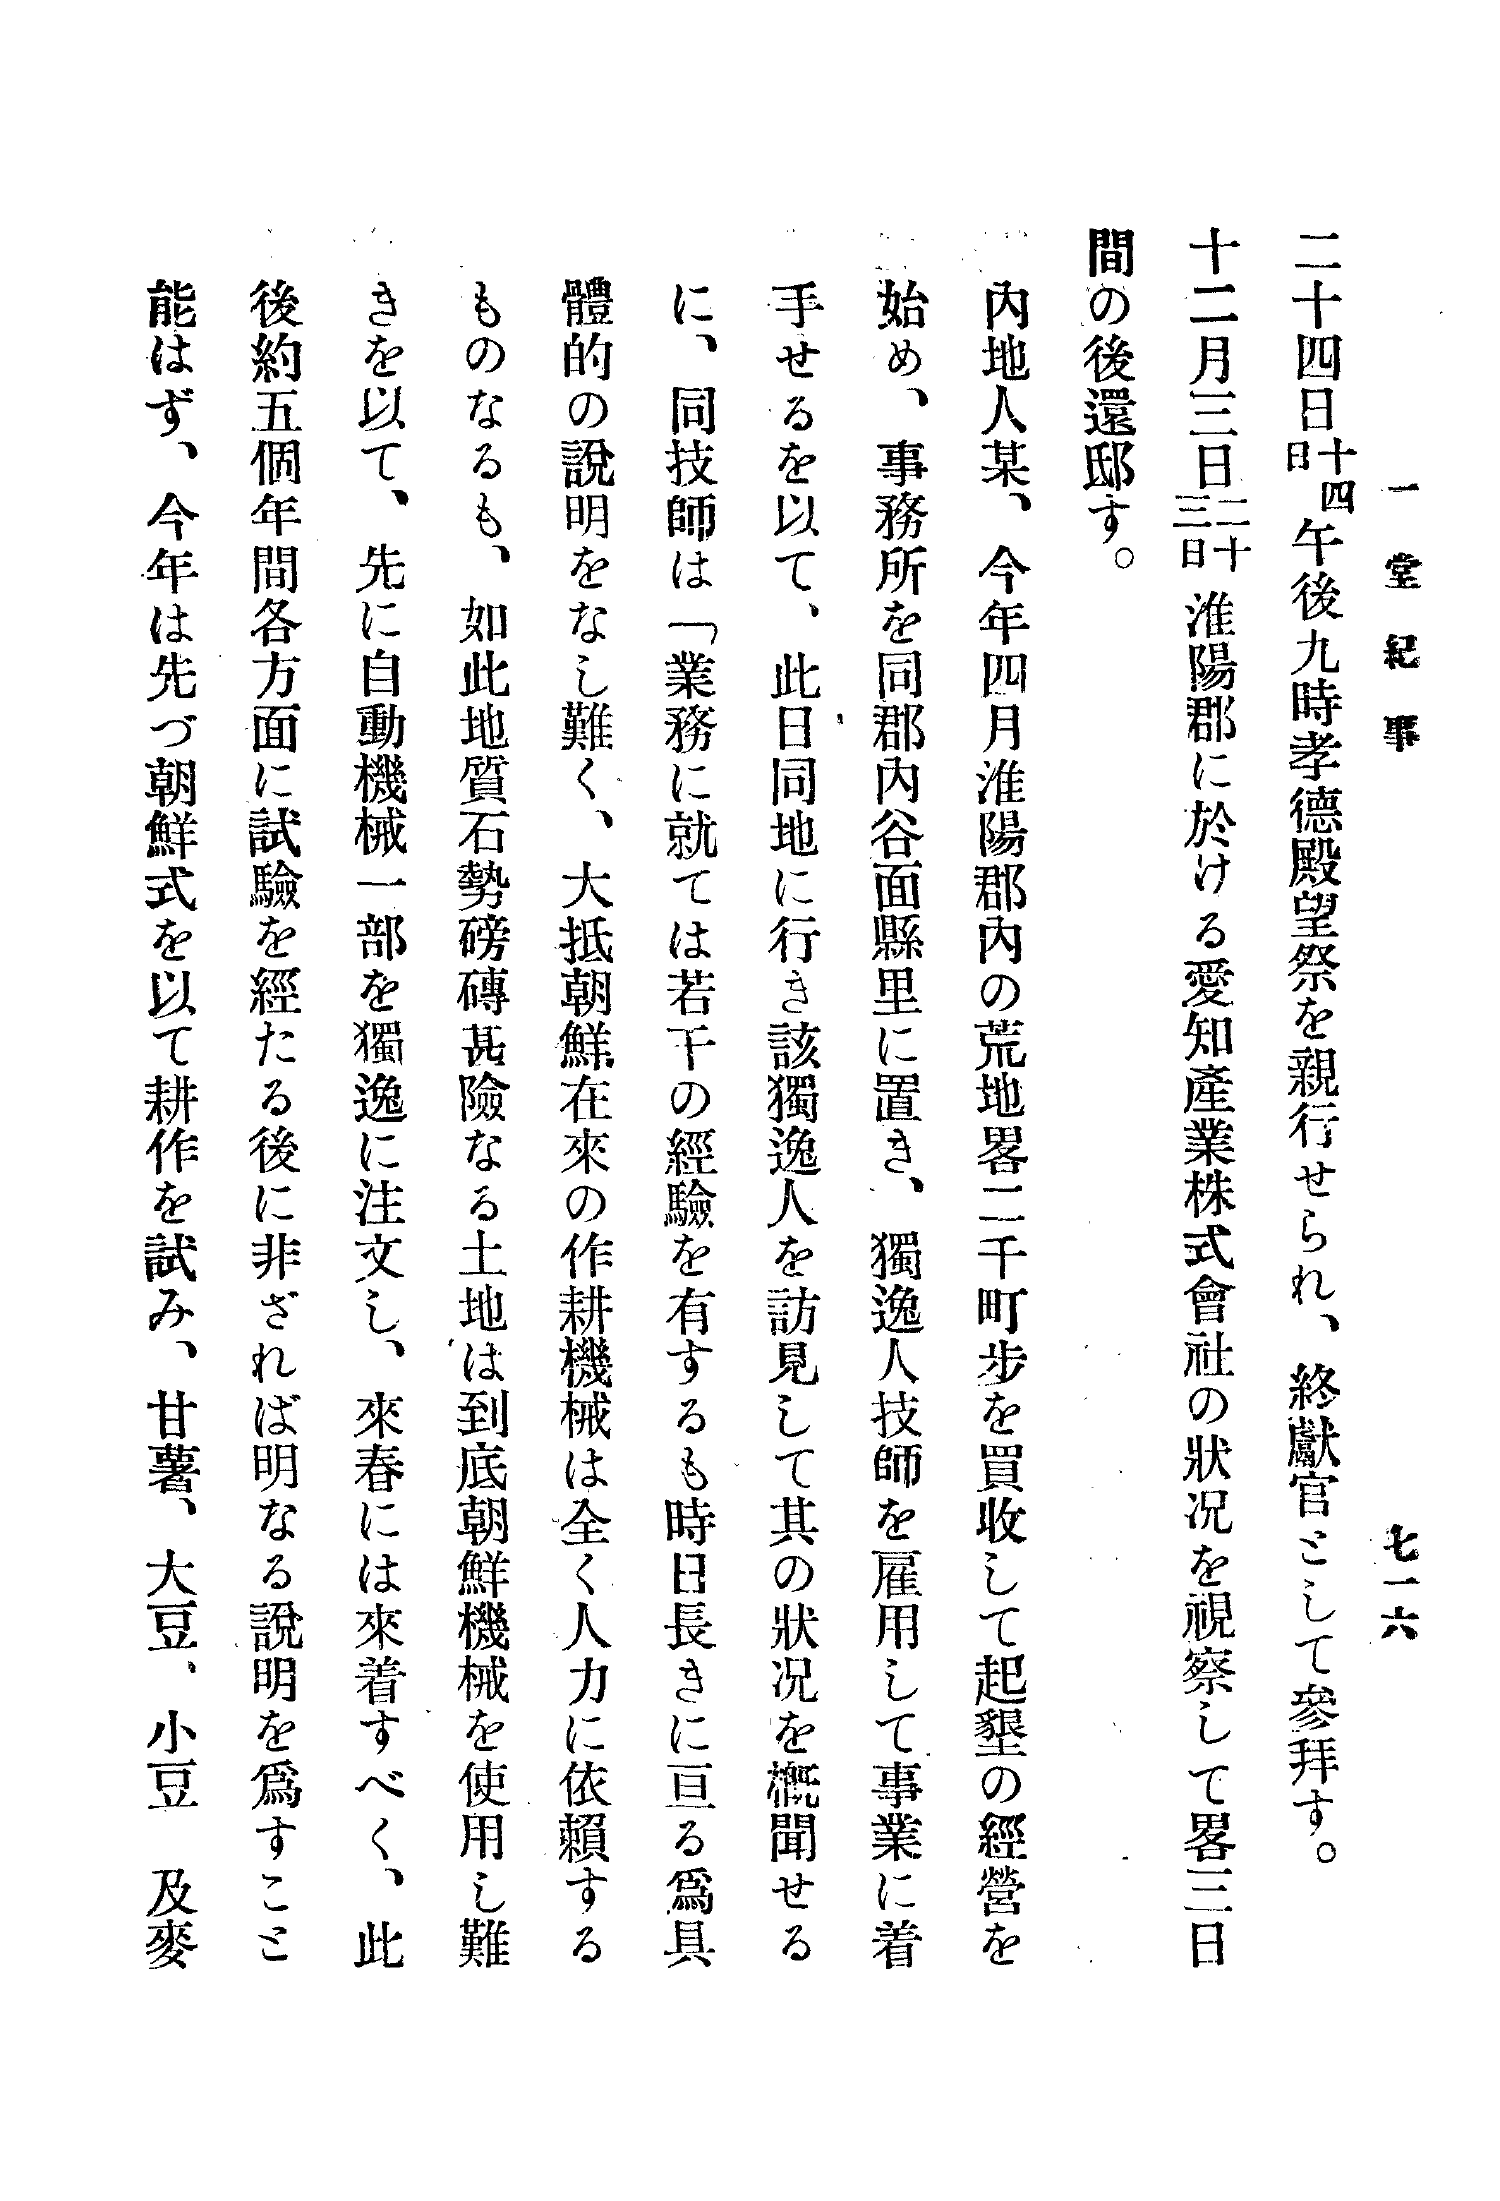 一堂紀事
七一六
二十四日十四日午後九時孝德殿望祭を親行せられ、終獻官として參拜す。
十二月三日二十三日淮陽郡に於ける愛知產業株式會社の狀況を視察して畧三日
間の後還邸す。
內地人某、今年四月淮陽郡內の荒地畧二千町步を買收して起墾の經營を
始め、事務所を同郡內谷面縣里に置き、獨逸人技師を雇用して事業に着
手せるを以て、此日同地に行き該獨逸人を訪見して其の狀況を槪聞せる
に、同技師は「業務に就ては若干の經驗を有するも時日長きに亘る爲具
體的の說明をなし難く、大抵朝鮮在來の作耕機械は全く人力に依賴する
ものなるも、如此地質石勢磅磚甚險なる土地は到底朝鮮機械を使用し難
きを以て、先に自動機械一部を獨逸に注文し、來春には來着すべく、此
後約五個年間各方面に試驗を經たる後に非ざれば明なる說明を爲すこと
能はず、今年は先づ朝鮮式を以て耕作を試み、甘薯、大豆、小豆 及麥